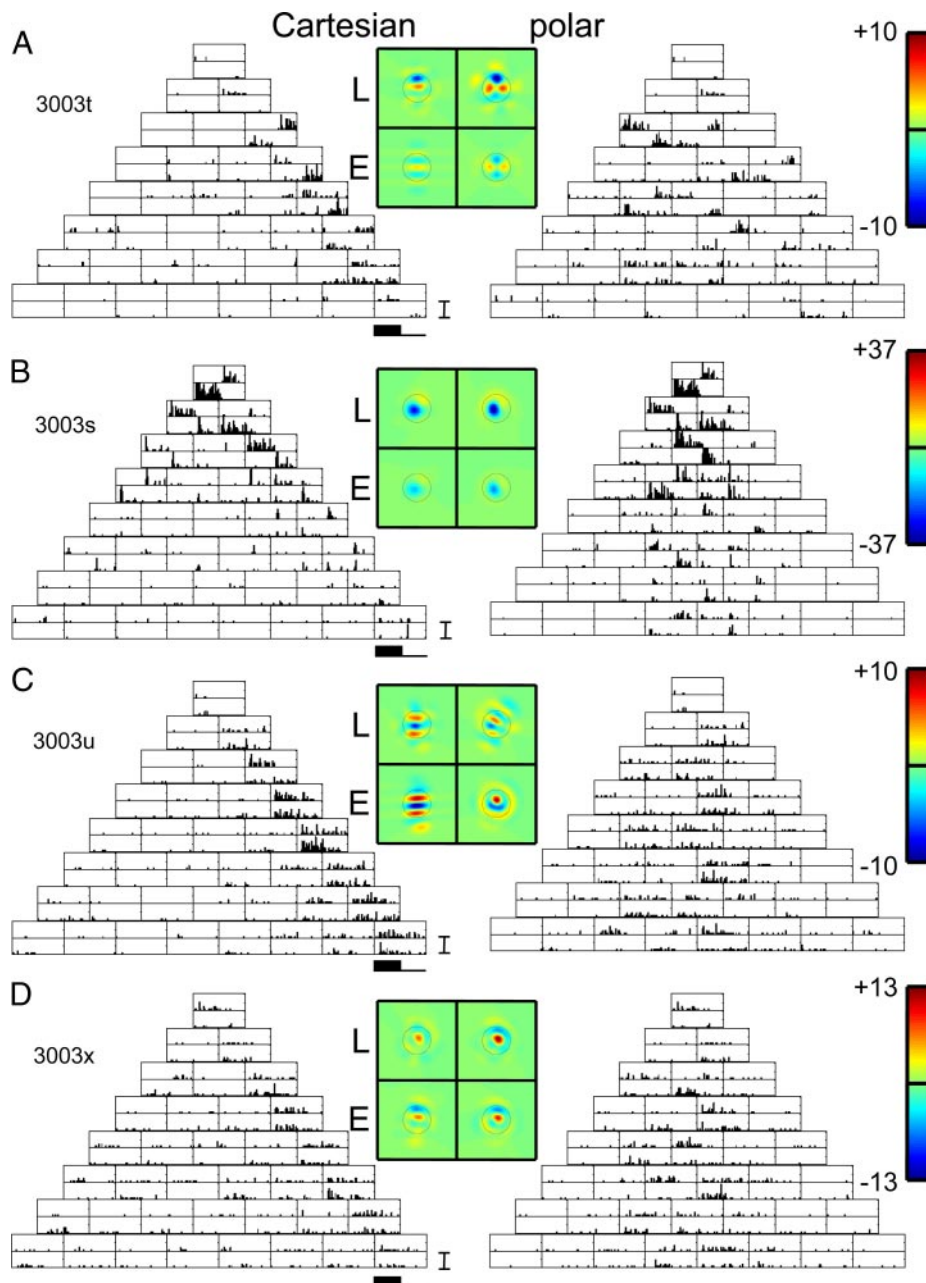 Cartesian polar
A
3003t
L
E
+10
-10
B
3003s
L
E
+37
-37
C
3003u
L
E
+10
-10
D
3003x
L
E
+13
-13